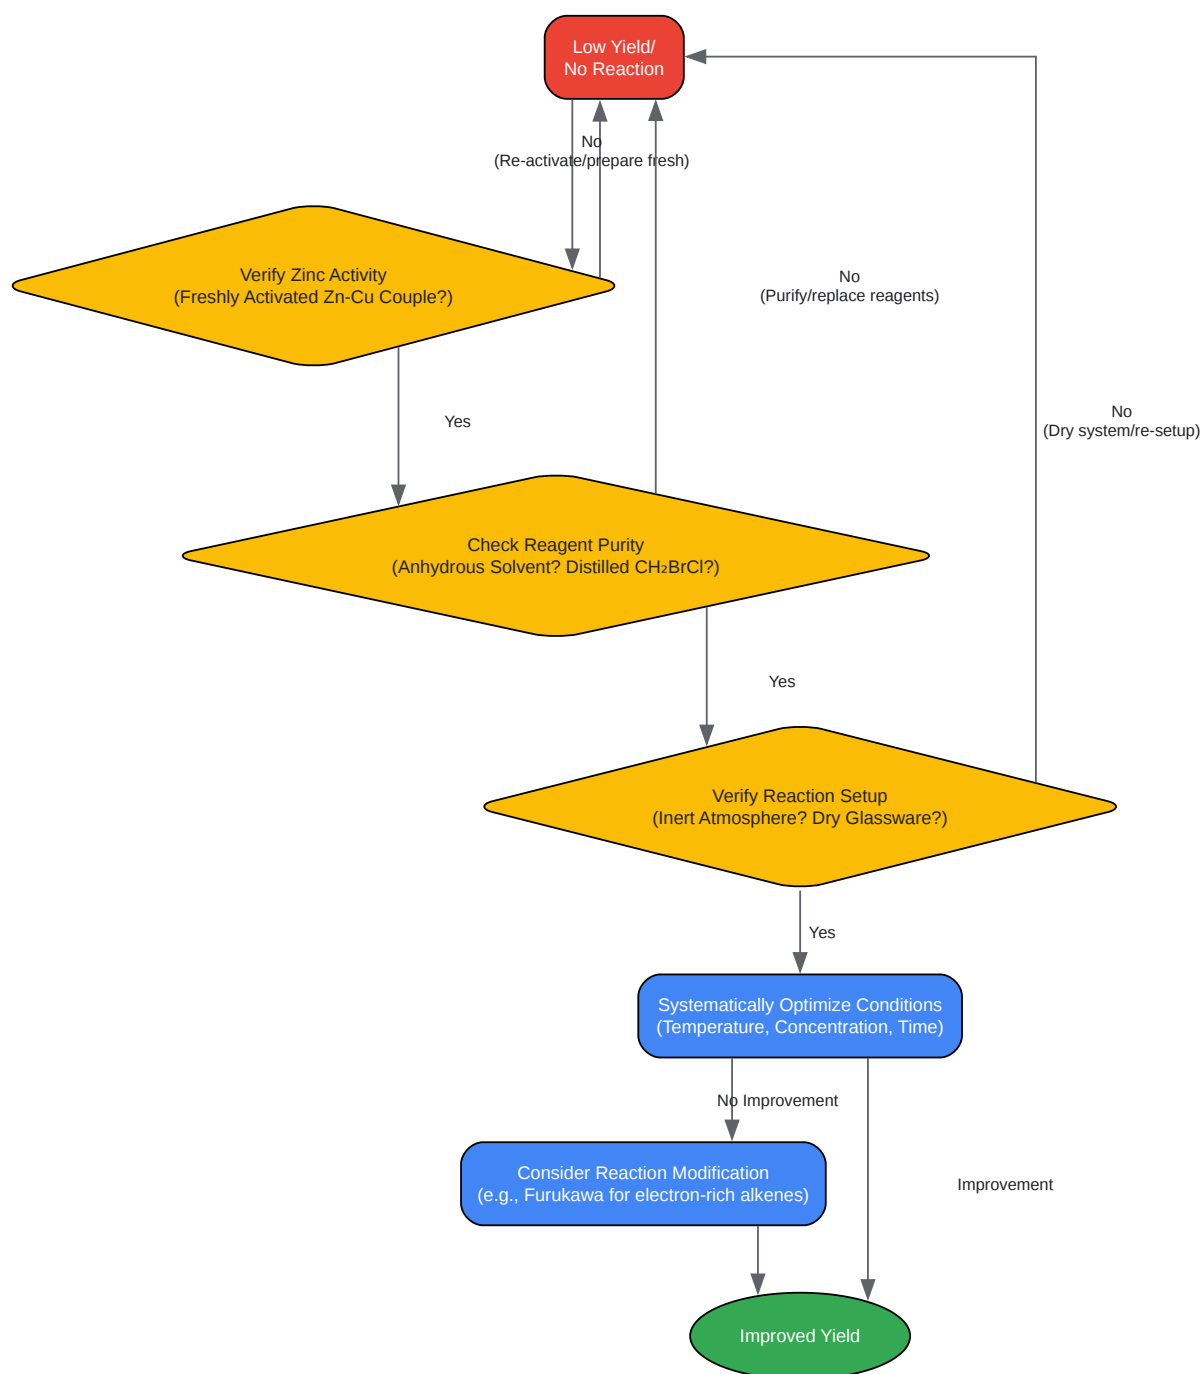 Low Yield/
No Reaction
No
(Re-activate/prepare fresh)
Verify Zinc Activity
(Freshly Activated Zn-Cu Couple?)
No
(Purify/replace reagents)
No
(Dry system/re-setup)
Yes
Check Reagent Purity
(Anhydrous Solvent? Distilled CH₂BrCl?)
Yes
Verify Reaction Setup
(Inert Atmosphere? Dry Glassware?)
Yes
Systematically Optimize Conditions
(Temperature, Concentration, Time)
No Improvement
Consider Reaction Modification
(e.g., Furukawa for electron-rich alkenes)
Improvement
Improved Yield